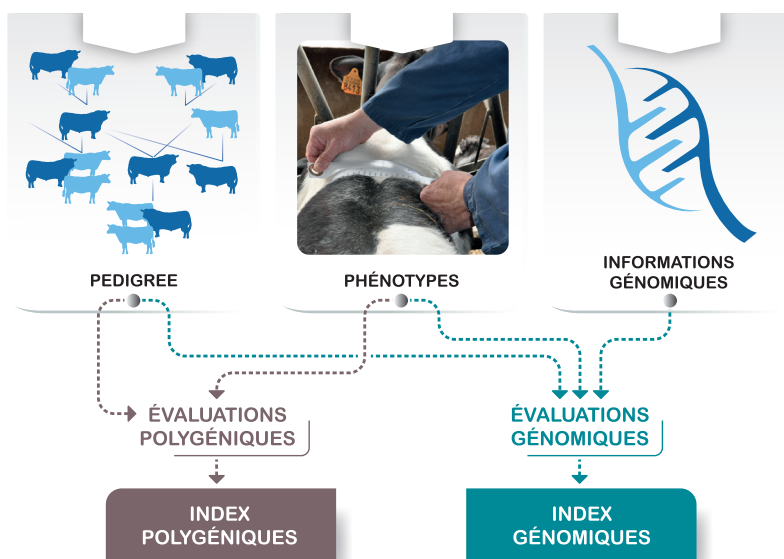 PEDIGREE
PHÉNOTYPES
INFORMATIONS
GÉNOMIQUES
ÉVALUATIONS
POLYGÉNIQUES
ÉVALUATIONS
GÉNOMIQUES
INDEX
POLYGÉNIQUES
INDEX
GÉNOMIQUES